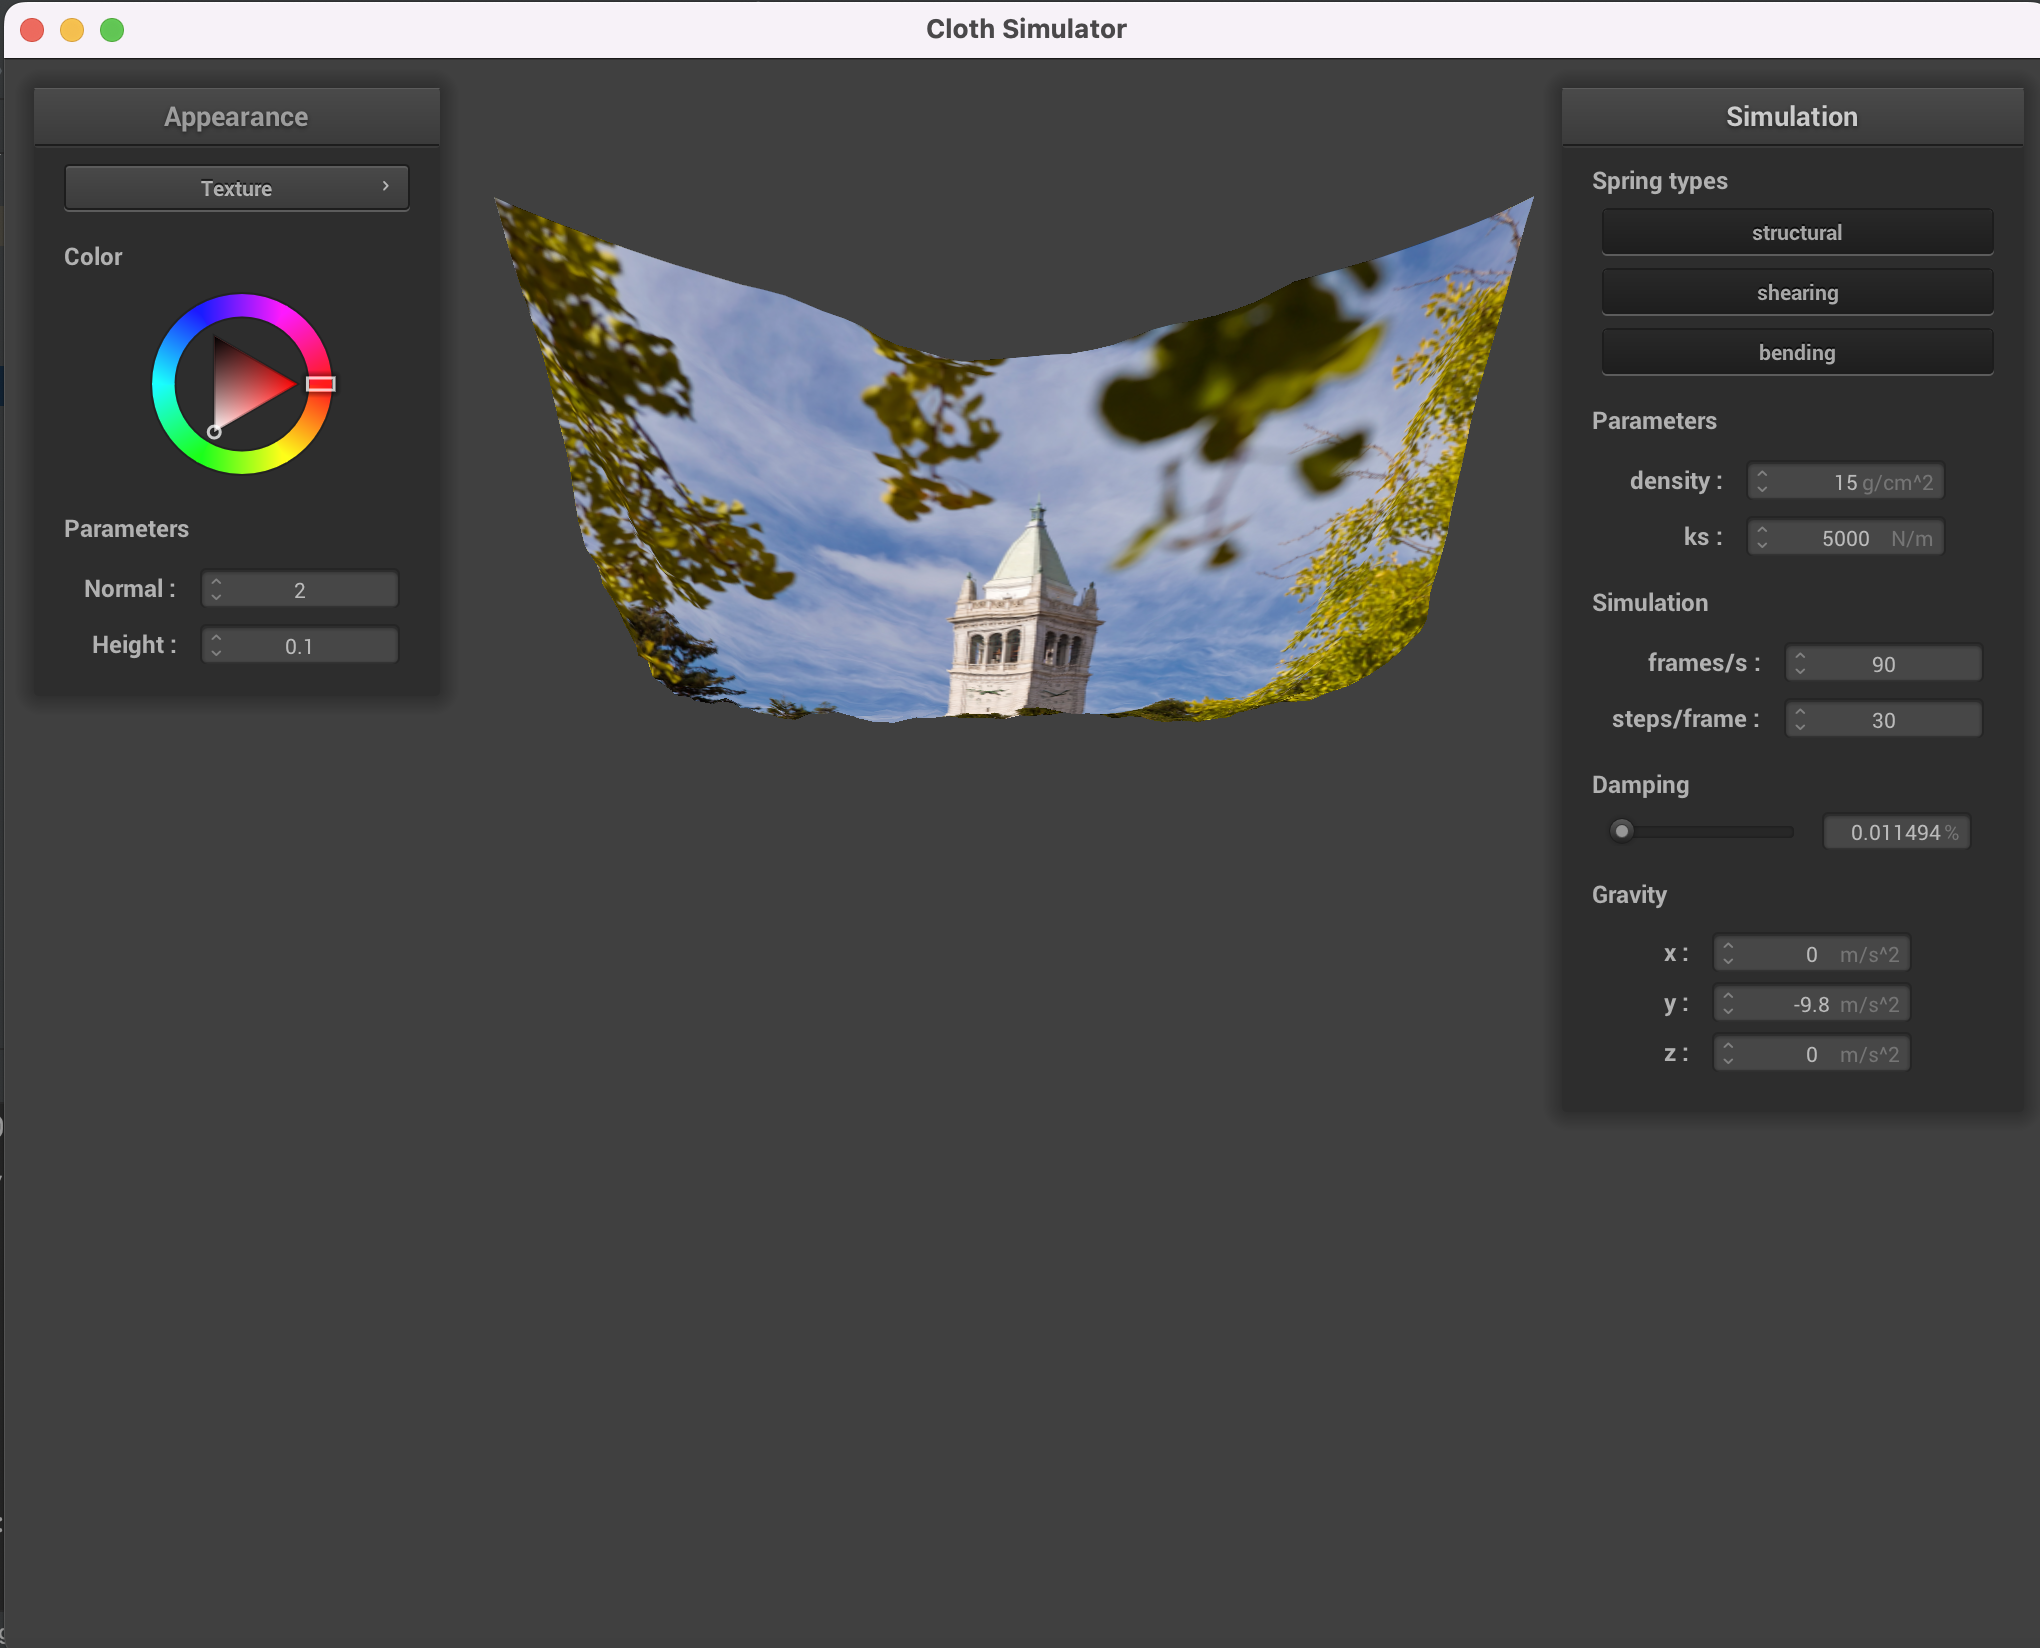 Cloth Simulator
Appearance
Texture
Color
Parameters
Normal : 2
Height : 0.1
Simulation
Spring types
structural
shearing
bending
Parameters
density : 15 g/cm^2
ks : 5000 N/m
Simulation
frames/s : 90
steps/frame : 30
Damping
0.011494 %
Gravity
x : 0 m/s^2
y : -9.8 m/s^2
z : 0 m/s^2